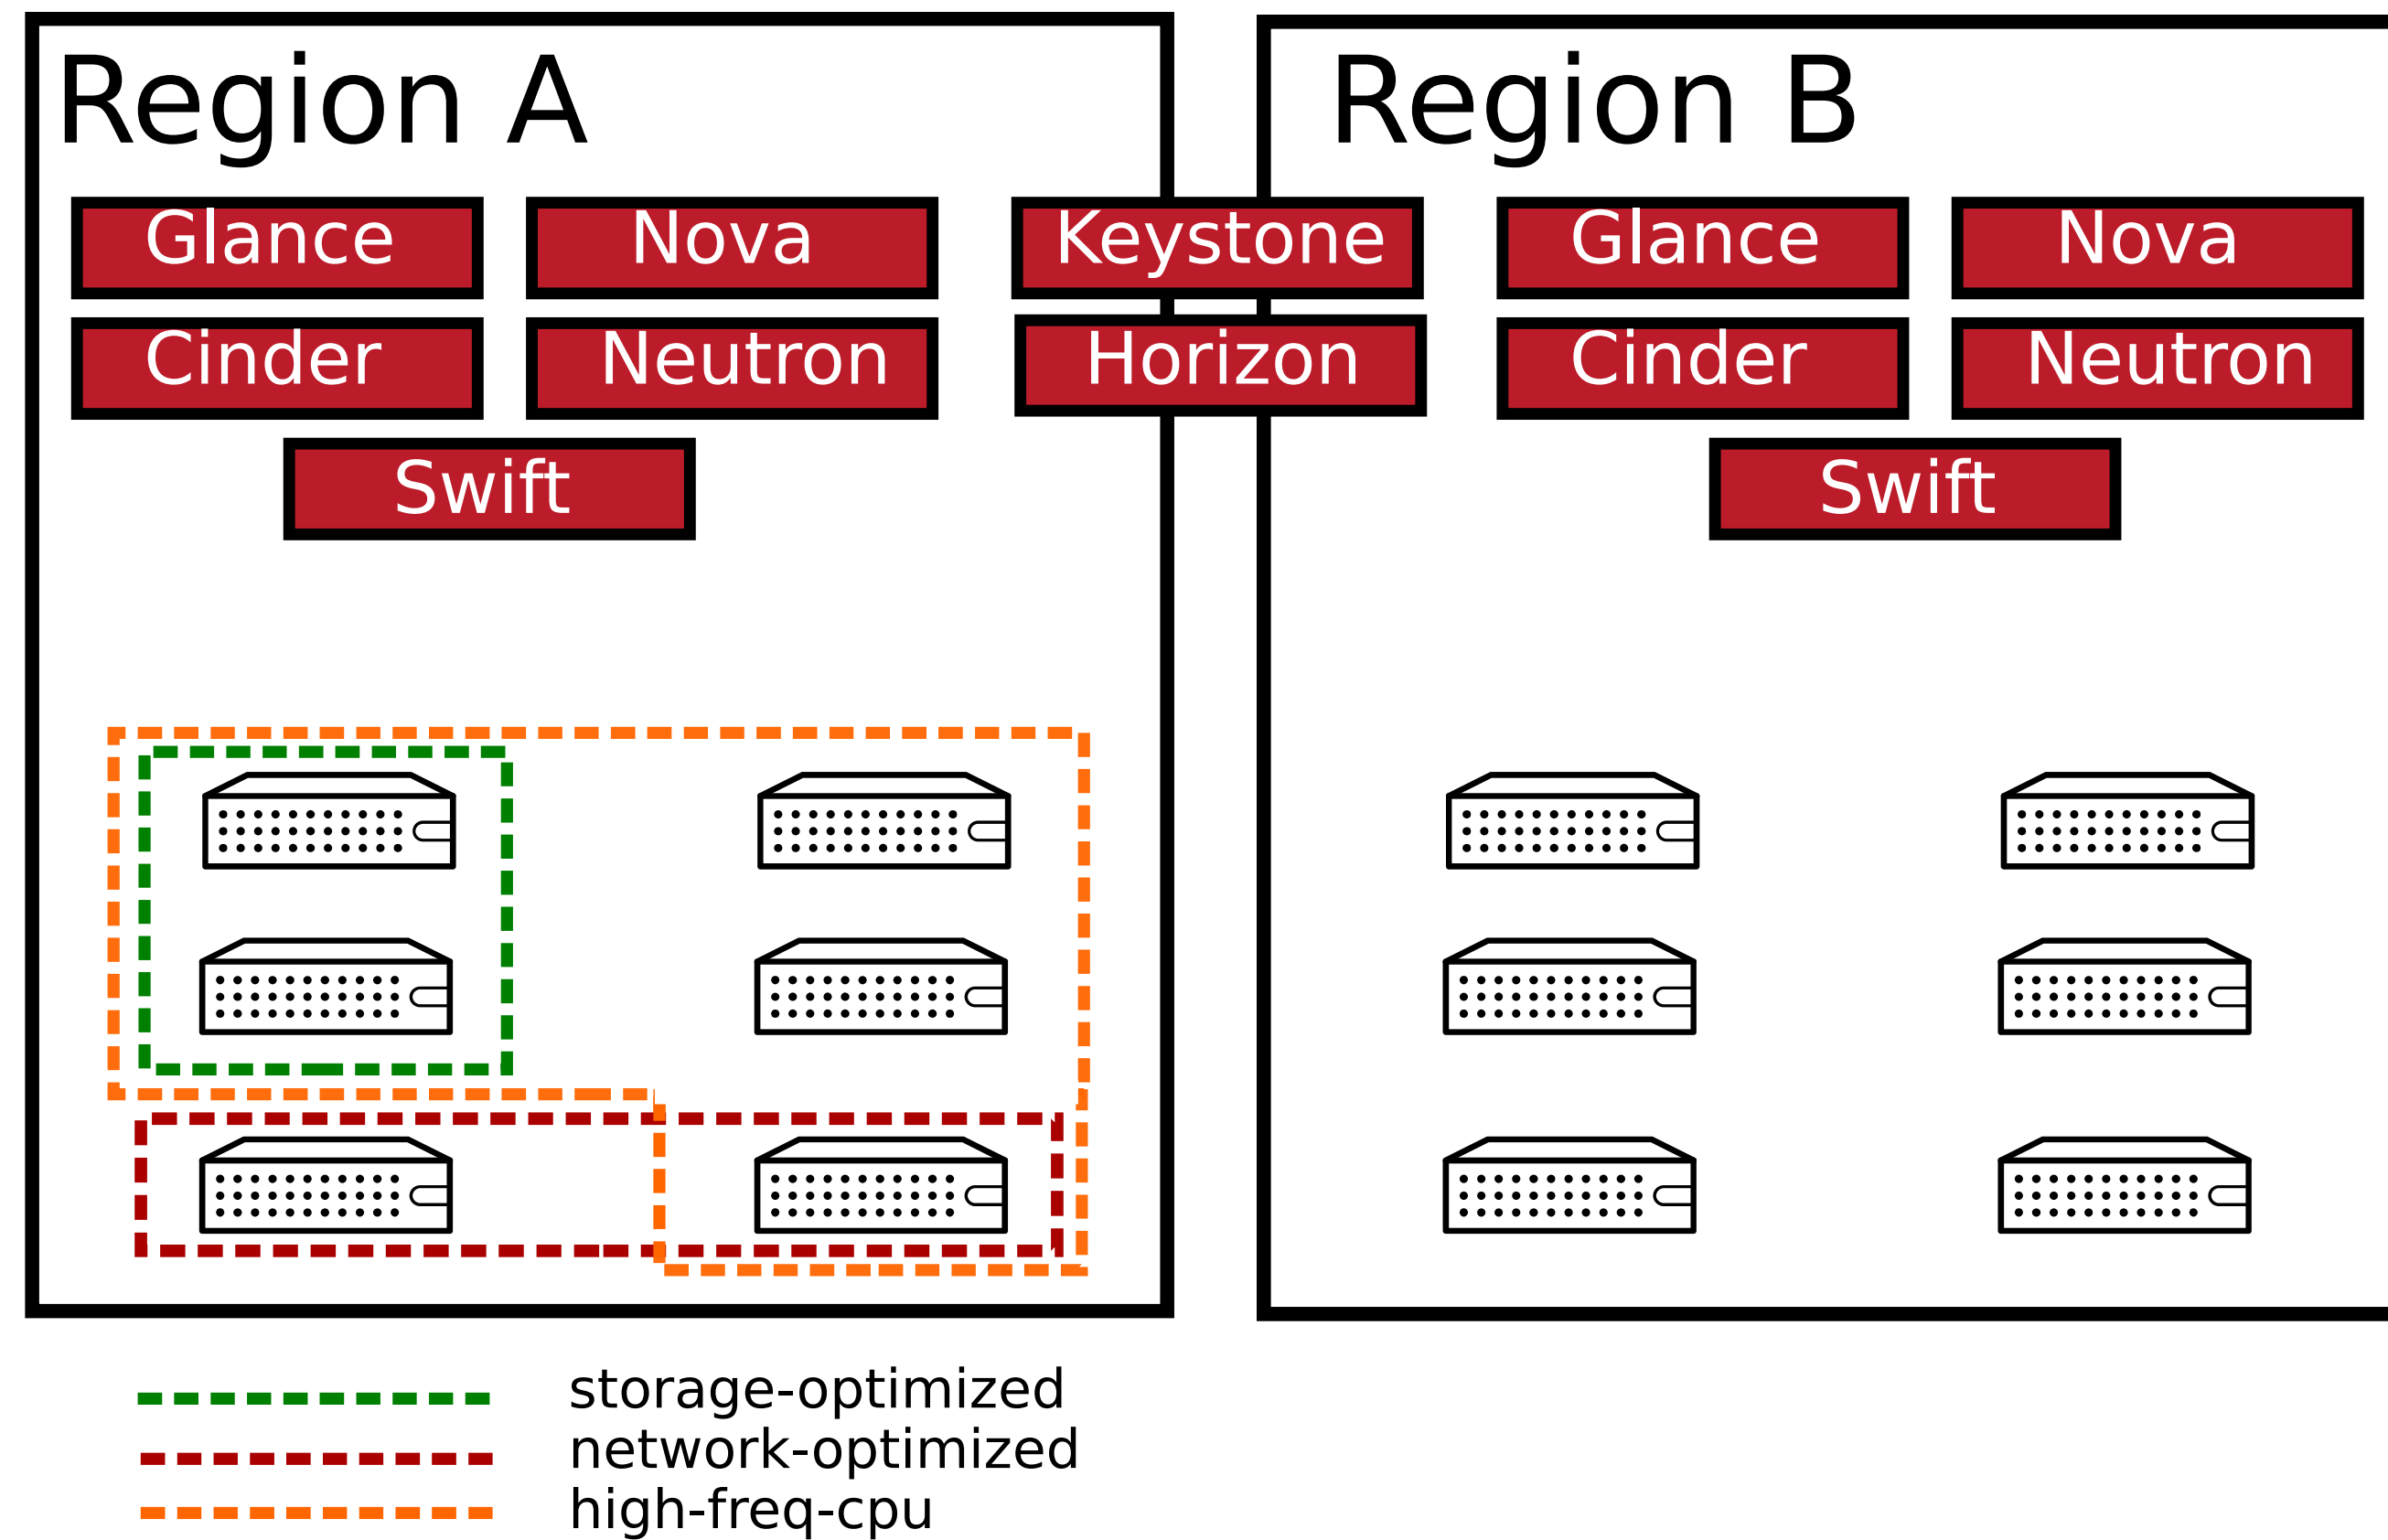 Region A
Region B
Glance
Nova
Keystone
Glance
Nova
Cinder
Neutron
Horizon
Cinder
Neutron
Swift
Swift
storage-optimized
network-optimized
high-freq-cpu